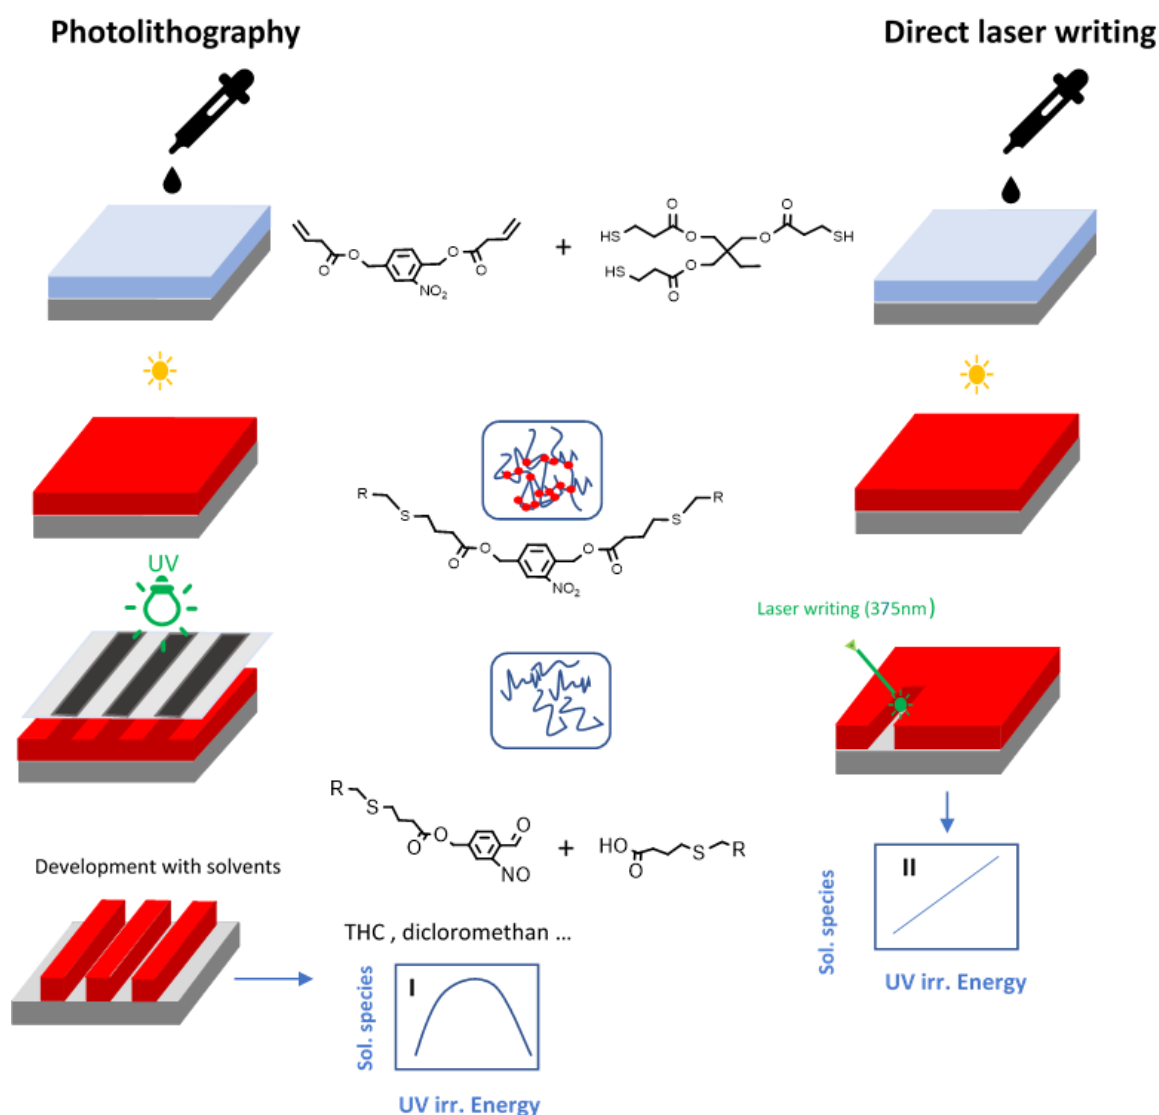 Photolithography
Direct laser writing
O
O
O
O
NO₂
+
HS
O
O
O
O
SH
HS
O
O
R
S
O
O
NO₂
O
O
S
R
UV
Laser writing (375nm)
R
S
O
O
O
NO
+
HO
O
S
R
Development with solvents
THC , dicloromethan ...
Sol. species
I
UV irr. Energy
Sol. species
II
UV irr. Energy